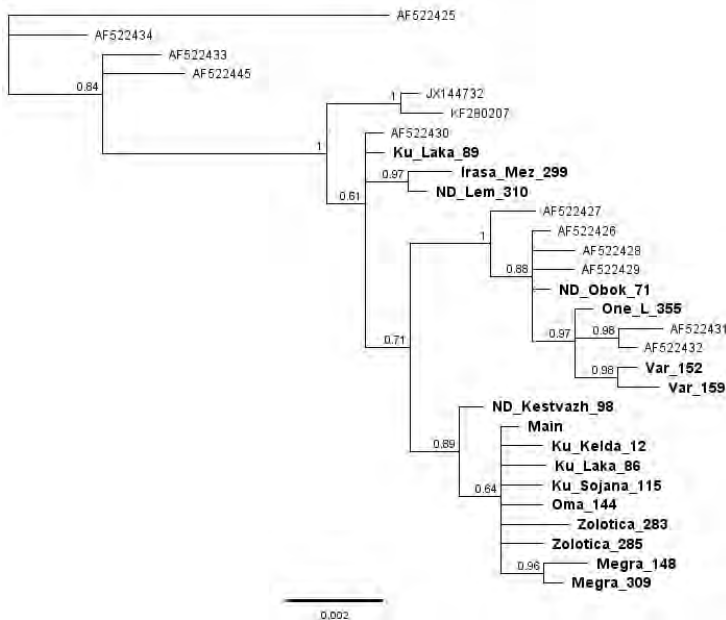 AF522425
AF522434
AF522433
0.84
AF522445
1
JX144732
KF280207
1
AF522430
Ku_Laka_89
0.97
Irasa_Mez_299
0.61
ND_Lem_310
AF522427
1
AF522426
AF522428
0.88
AF522429
ND_Obok_71
One_L_355
0.71
0.97
0.98
AF522431
AF522432
0.98
Var_152
Var_159
ND_Kestvazh_98
Main
0.89
Ku_Kelda_12
Ku_Laka_86
0.64
Ku_Sojana_115
Oma_144
Zolotica_283
Zolotica_285
0.96
Megra_148
Megra_309
0.002